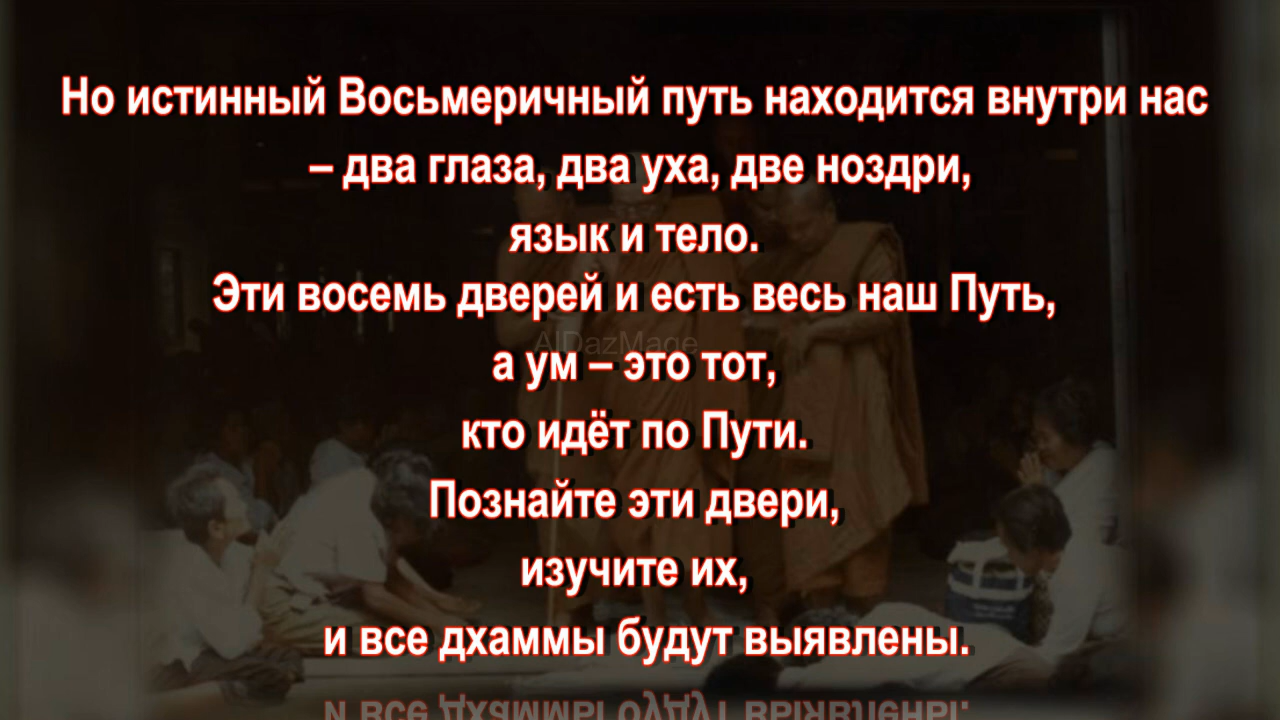 Но истинный Восьмеричный путь находится внутри нас
– два глаза, два уха, две ноздри,
язык и тело.
Эти восемь дверей и есть весь наш Путь,
AlDazMage
а ум – это тот,
кто идёт по Пути.
Познайте эти двери,
изучите их,
и все дхаммы будут выявлены.